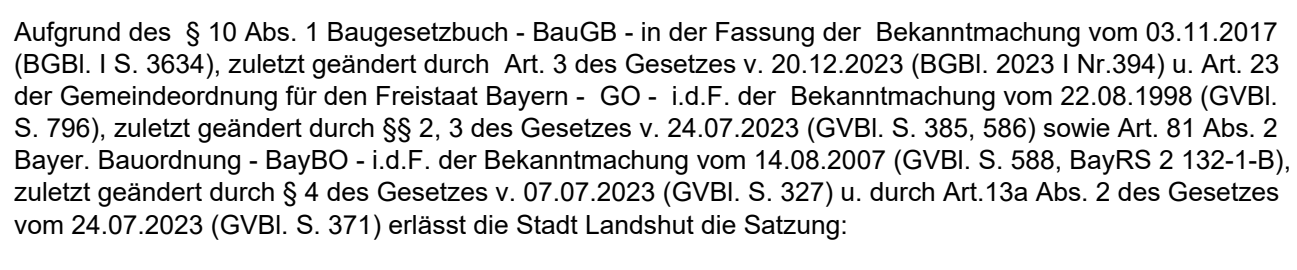 Aufgrund des § 10 Abs. 1 Baugesetzbuch - BauGB - in der Fassung der Bekanntmachung vom 03.11.2017
(BGBl. I S. 3634), zuletzt geändert durch Art. 3 des Gesetzes v. 20.12.2023 (BGBl. 2023 I Nr.394) u. Art. 23
der Gemeindeordnung für den Freistaat Bayern - GO - i.d.F. der Bekanntmachung vom 22.08.1998 (GVBl.
S. 796), zuletzt geändert durch §§ 2, 3 des Gesetzes v. 24.07.2023 (GVBl. S. 385, 586) sowie Art. 81 Abs. 2
Bayer. Bauordnung - BayBO - i.d.F. der Bekanntmachung vom 14.08.2007 (GVBl. S. 588, BayRS 2 132-1-B),
zuletzt geändert durch § 4 des Gesetzes v. 07.07.2023 (GVBl. S. 327) u. durch Art.13a Abs. 2 des Gesetzes
vom 24.07.2023 (GVBl. S. 371) erlässt die Stadt Landshut die Satzung: